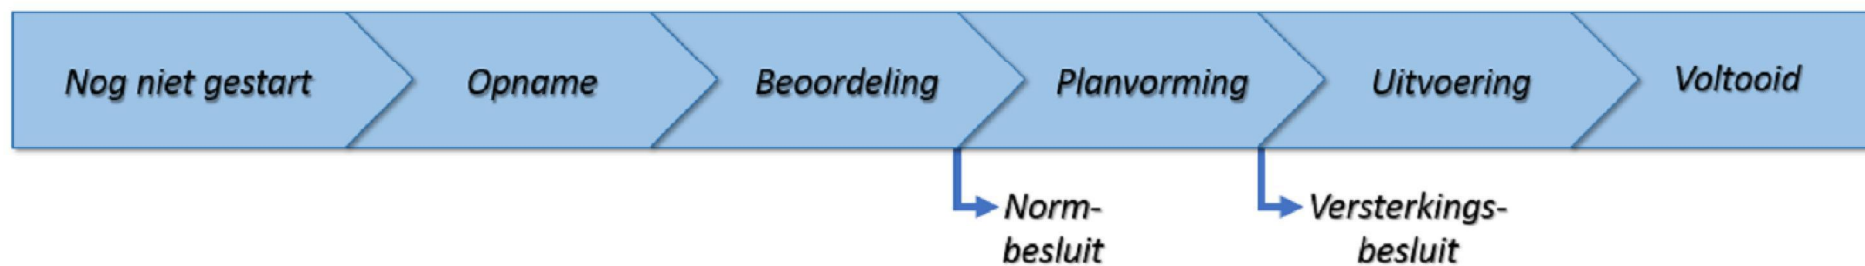 Nog niet gestart
Opname
Beoordeling
Planvorming
Uitvoering
Voltooid
Norm-
besluit
Versterkings-
besluit